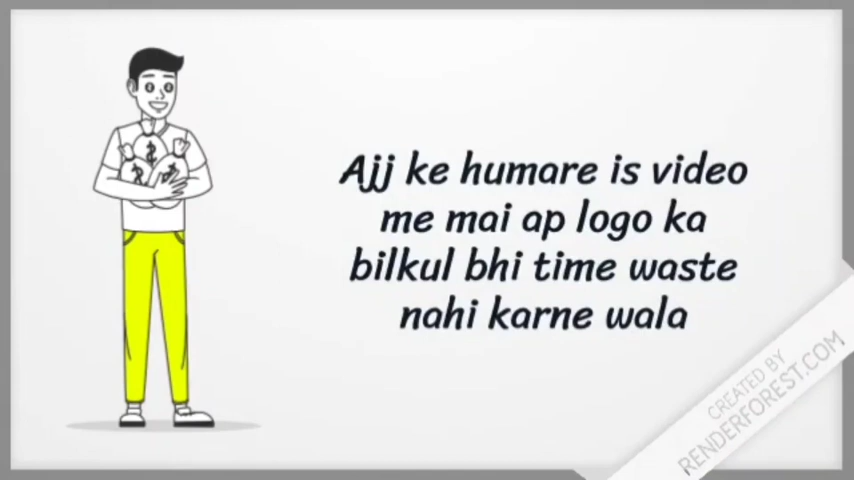 Ajj ke humare is video
me mai ap logo ka
bilkul bhi time waste
nahi karne wala
CREATED BY
RENDERFOREST.COM